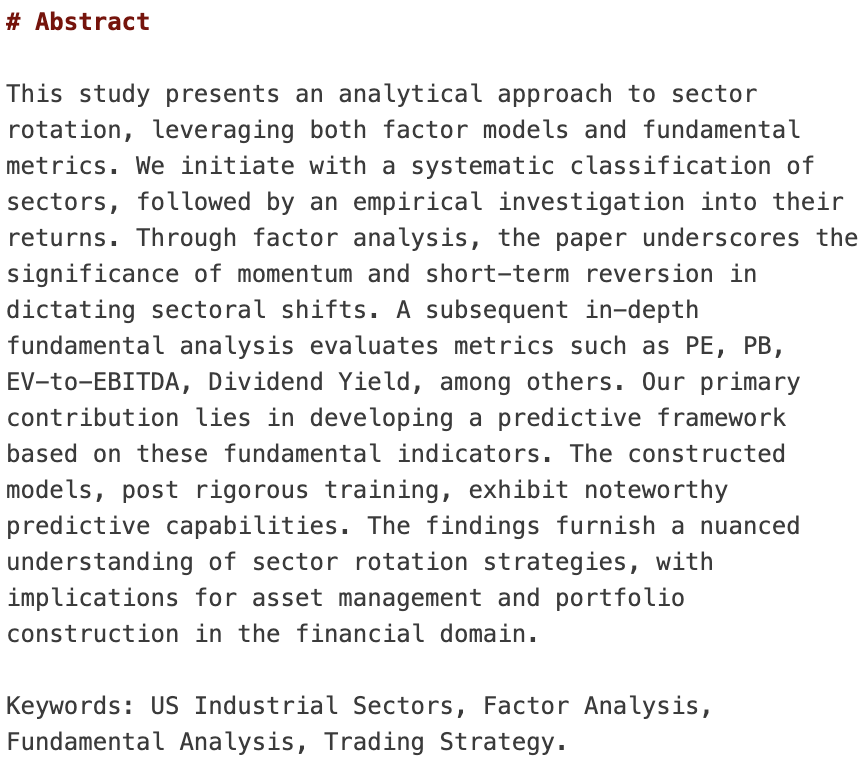 # Abstract
This study presents an analytical approach to sector
rotation, leveraging both factor models and fundamental
metrics. We initiate with a systematic classification of
sectors, followed by an empirical investigation into their
returns. Through factor analysis, the paper underscores the
significance of momentum and short-term reversion in
dictating sectoral shifts. A subsequent in-depth
fundamental analysis evaluates metrics such as PE, PB,
EV-to-EBITDA, Dividend Yield, among others. Our primary
contribution lies in developing a predictive framework
based on these fundamental indicators. The constructed
models, post rigorous training, exhibit noteworthy
predictive capabilities. The findings furnish a nuanced
understanding of sector rotation strategies, with
implications for asset management and portfolio
construction in the financial domain.
Keywords: US Industrial Sectors, Factor Analysis,
Fundamental Analysis, Trading Strategy.